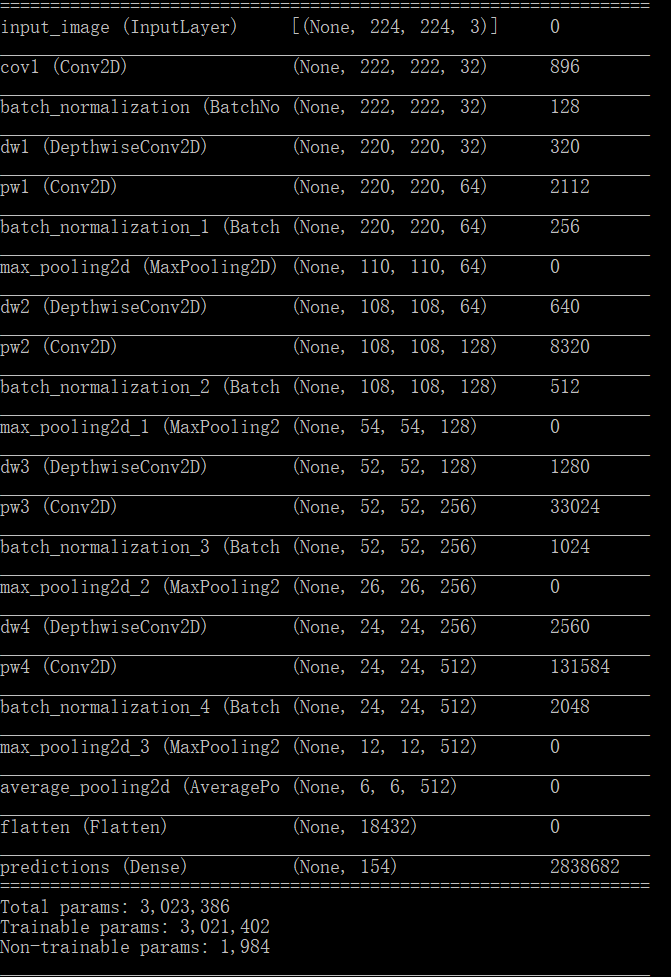 input_image (InputLayer) [(None, 224, 224, 3)] 0
cov1 (Conv2D) (None, 222, 222, 32) 896
batch_normalization (BatchNo (None, 222, 222, 32) 128
dw1 (DepthwiseConv2D) (None, 220, 220, 32) 320
pw1 (Conv2D) (None, 220, 220, 64) 2112
batch_normalization_1 (Batch (None, 220, 220, 64) 256
max_pooling2d (MaxPooling2D) (None, 110, 110, 64) 0
dw2 (DepthwiseConv2D) (None, 108, 108, 64) 640
pw2 (Conv2D) (None, 108, 108, 128) 8320
batch_normalization_2 (Batch (None, 108, 108, 128) 512
max_pooling2d_1 (MaxPooling2 (None, 54, 54, 128) 0
dw3 (DepthwiseConv2D) (None, 52, 52, 128) 1280
pw3 (Conv2D) (None, 52, 52, 256) 33024
batch_normalization_3 (Batch (None, 52, 52, 256) 1024
max_pooling2d_2 (MaxPooling2 (None, 26, 26, 256) 0
dw4 (DepthwiseConv2D) (None, 24, 24, 256) 2560
pw4 (Conv2D) (None, 24, 24, 512) 131584
batch_normalization_4 (Batch (None, 24, 24, 512) 2048
max_pooling2d_3 (MaxPooling2 (None, 12, 12, 512) 0
average_pooling2d (AveragePo (None, 6, 6, 512) 0
flatten (Flatten) (None, 18432) 0
predictions (Dense) (None, 154) 2838682
Total params: 3,023,386
Trainable params: 3,021,402
Non-trainable params: 1,984